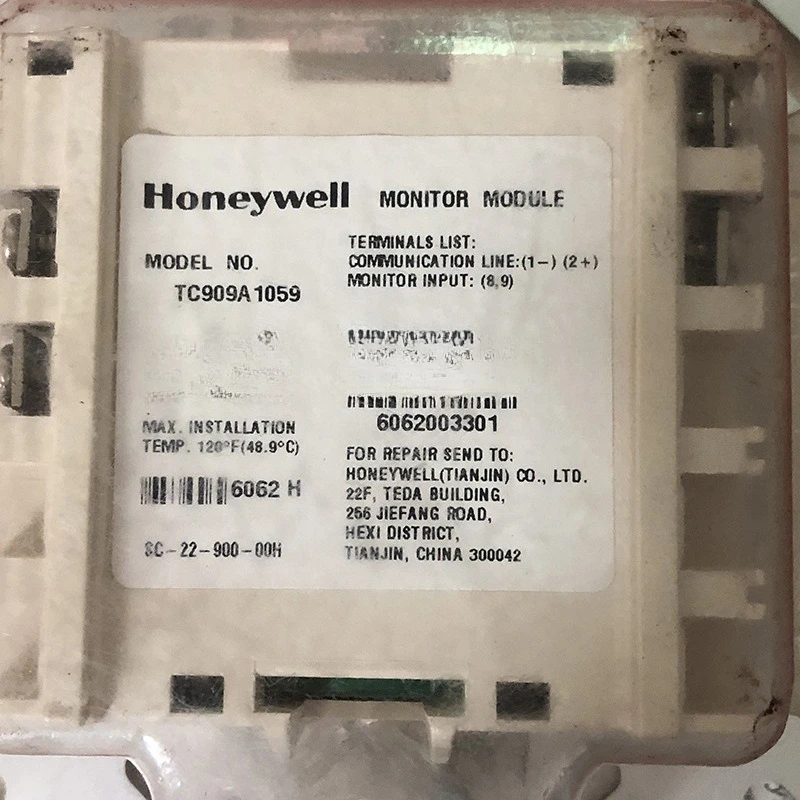 Honeywell MONITOR MODULE
MODEL NO.
TC909A1059
TERMINALS LIST:
COMMUNICATION LINE:(1-) (2+)
MONITOR INPUT: (8,9)
MAX. INSTALLATION
TEMP. 120°F(48.9°C)
6062 H
SC-22-900-00H
6062003301
FOR REPAIR SEND TO:
HONEYWELL(TIANJIN) CO., LTD.
22F, TEDA BUILDING,
256 JIEFANG ROAD,
HEXI DISTRICT,
TIANJIN, CHINA 300042